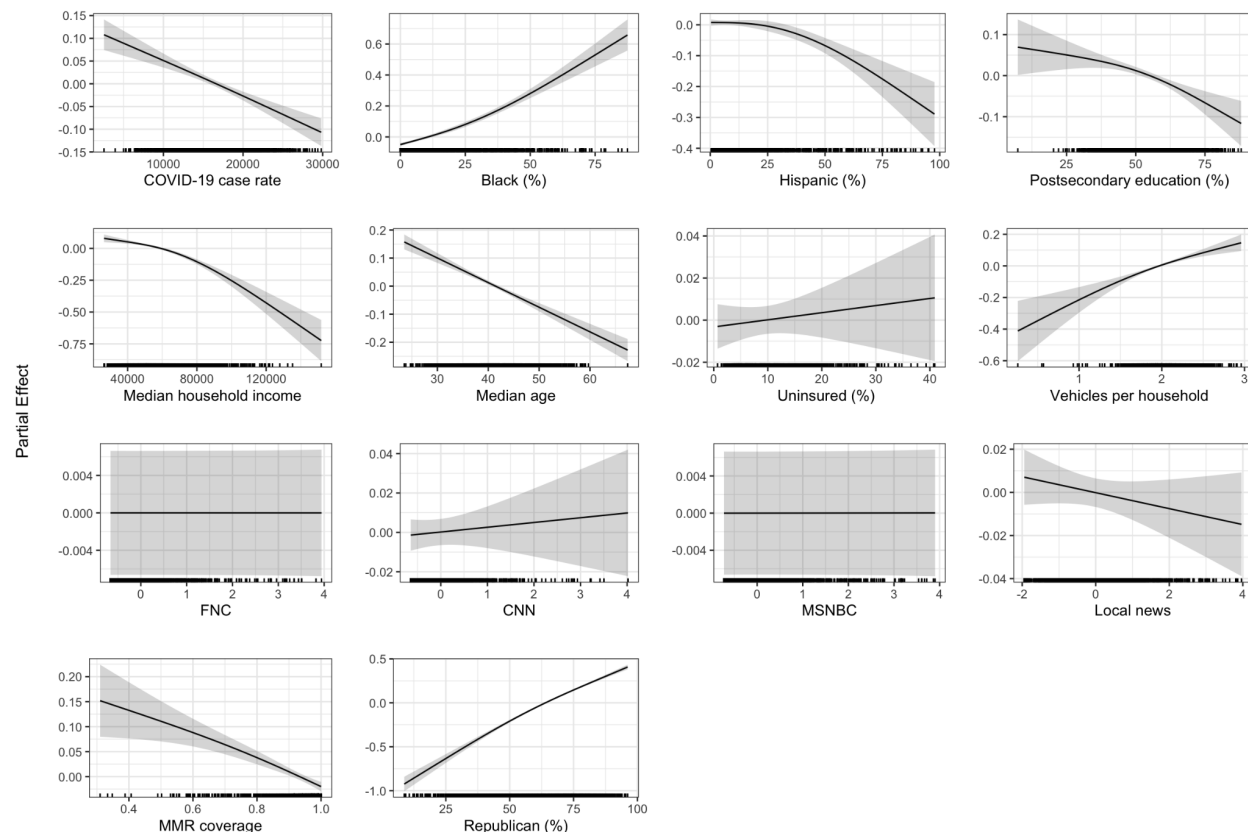 Partial Effect
0.15
0.10
0.05
0.00
-0.05
-0.10
-0.15
10000 20000 30000
COVID-19 case rate
0.6
0.4
0.2
0.0
0 25 50 75
Black (%)
0.0
-0.1
-0.2
-0.3
-0.4
0 25 50 75 100
Hispanic (%)
0.1
0.0
-0.1
25 50 75
Postsecondary education (%)
0.00
-0.25
-0.50
-0.75
40000 80000 120000
Median household income
0.2
0.1
0.0
-0.1
-0.2
30 40 50 60
Median age
0.04
0.02
0.00
-0.02
0 10 20 30 40
Uninsured (%)
0.2
0.0
-0.2
-0.4
-0.6
1 2 3
Vehicles per household
0.004
0.000
-0.004
0 1 2 3 4
FNC
0.04
0.02
0.00
-0.02
0 1 2 3 4
CNN
0.004
0.000
-0.004
0 1 2 3 4
MSNBC
0.02
0.00
-0.02
-0.04
-2 0 2 4
Local news
0.20
0.15
0.10
0.05
0.00
0.4 0.6 0.8 1.0
MMR coverage
0.5
0.0
-0.5
-1.0
25 50 75 100
Republican (%)